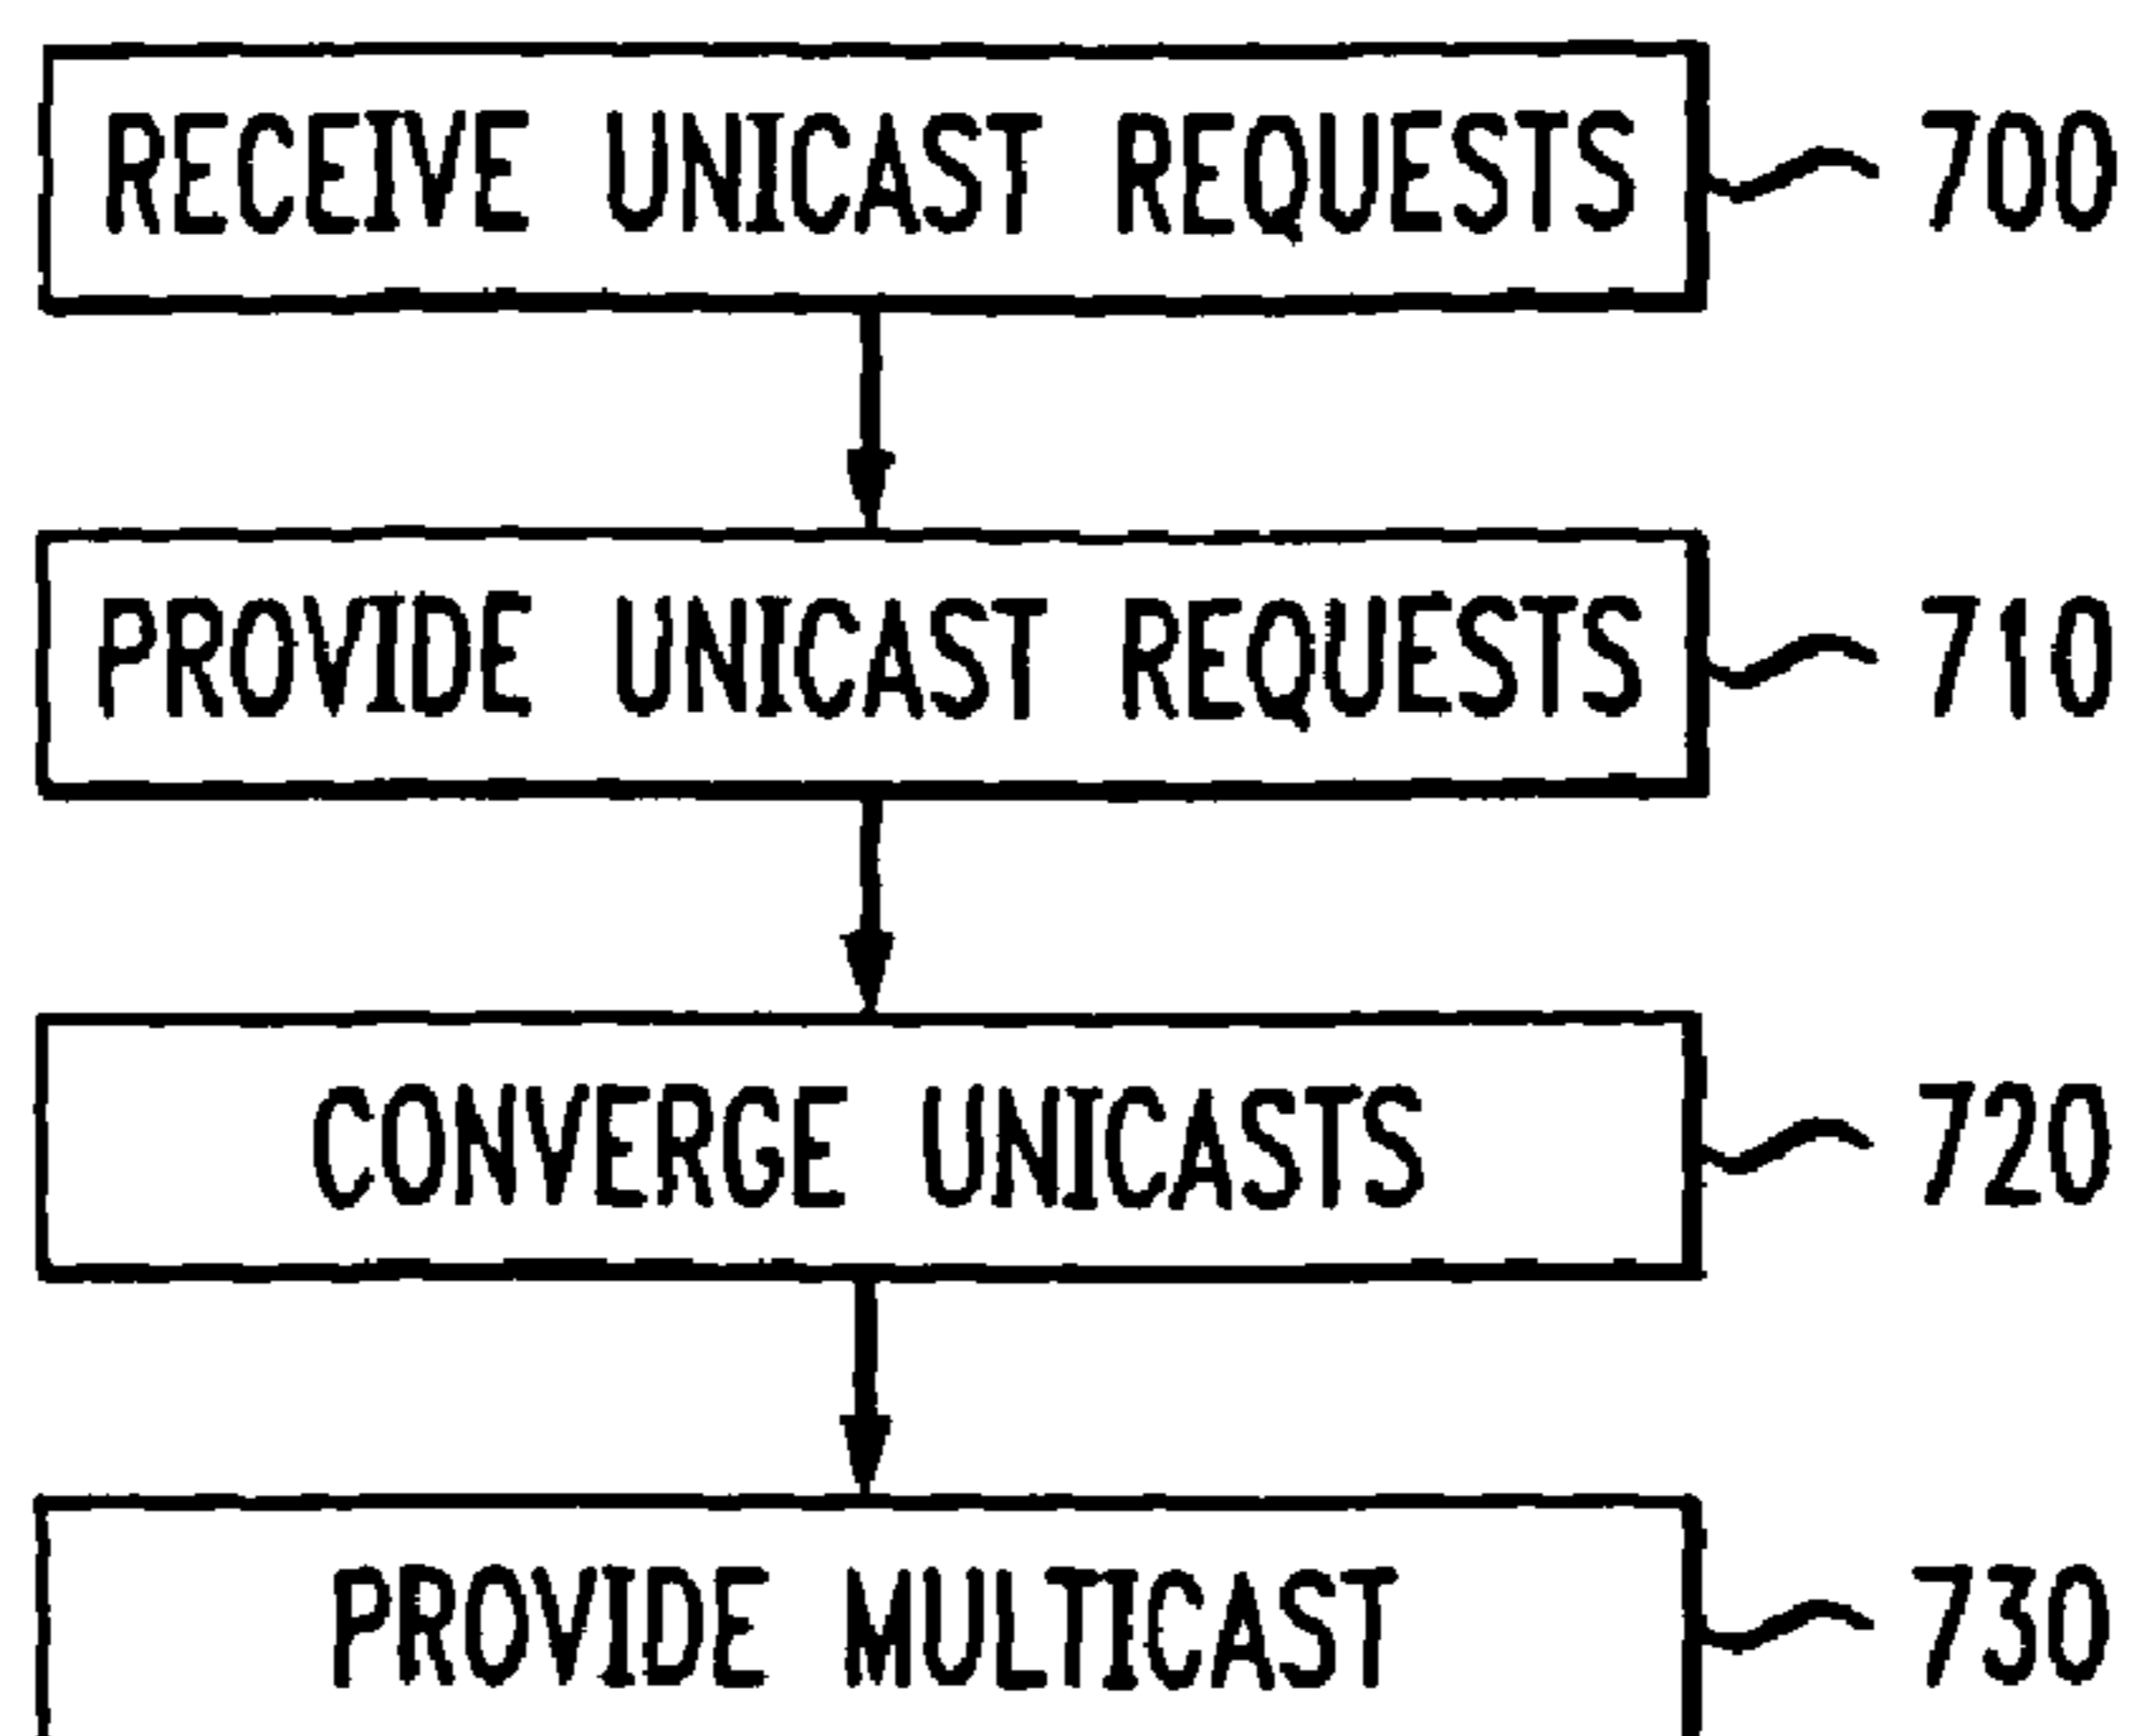 RECEIVE UNICAST REQUESTS 700
PROVIDE UNICAST REQUESTS 710
CONVERGE UNICASTS 720
PROVIDE MULTICAST 730